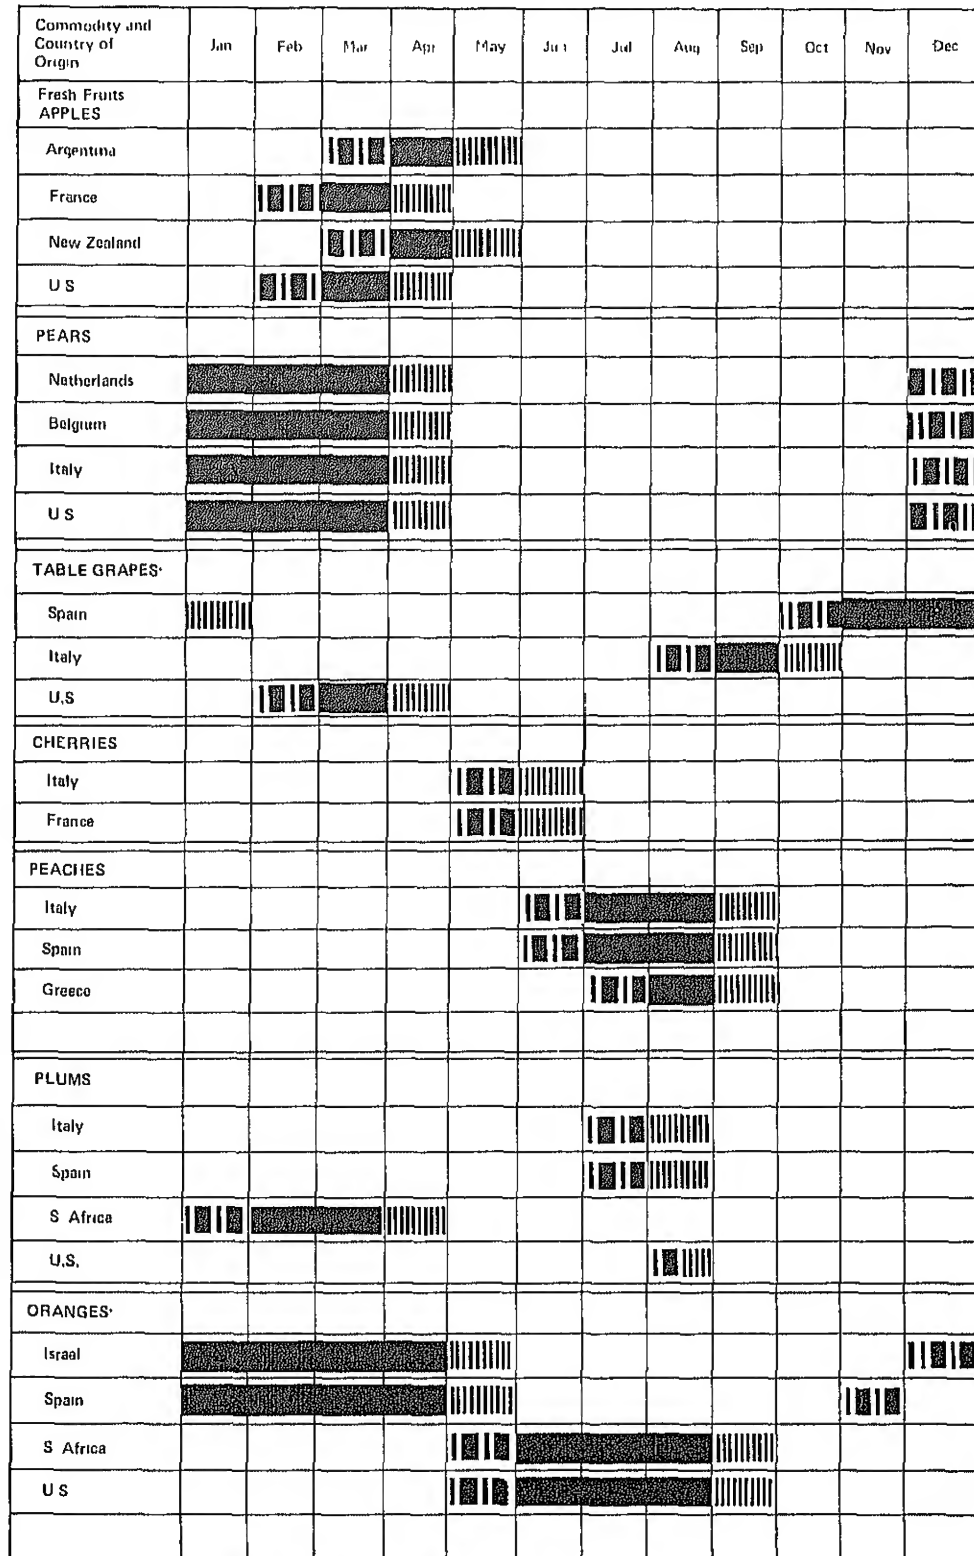 Commodity and
Country of
Origin
Jan Feb Mar Apr May Jun Jul Aug Sep Oct Nov Dec
Fresh Fruits
APPLES
Argentina
France
New Zealand
U S
PEARS
Netherlands
Belgium
Italy
U S
TABLE GRAPES*
Spain
Italy
U.S
CHERRIES
Italy
France
PEACHES
Italy
Spain
Greece
PLUMS
Italy
Spain
S Africa
U.S.
ORANGES*
Israel
Spain
S Africa
U S